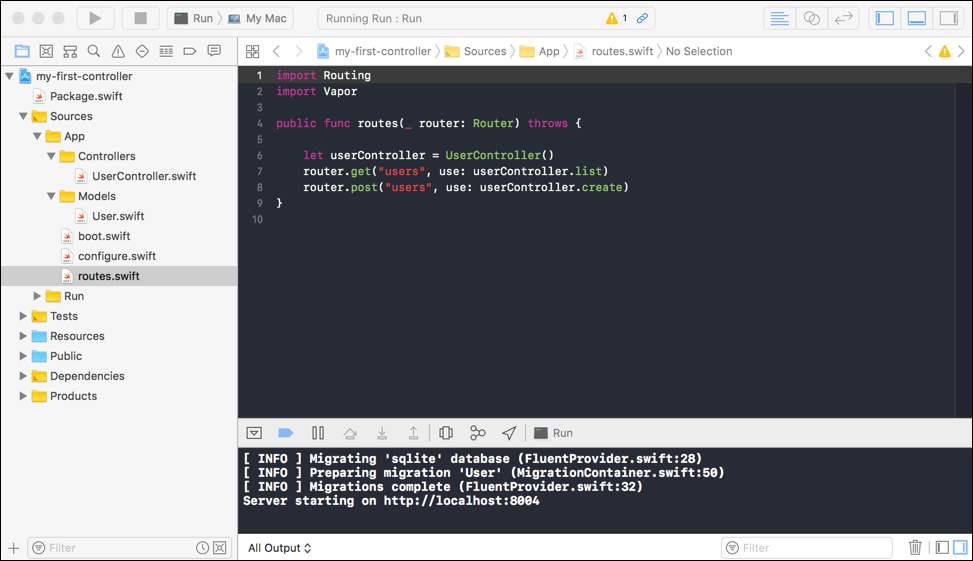 Run
My Mac
Running Run : Run
1
my-first-controller
Sources
App
routes.swift
No Selection
my-first-controller
Package.swift
Sources
App
Controllers
UserController.swift
Models
User.swift
boot.swift
configure.swift
routes.swift
Run
Tests
Resources
Public
Dependencies
Products
Filter
1 import Routing
2 import Vapor
3
4 public func routes(_ router: Router) throws {
5
6 let userController = UserController()
7 router.get("users", use: userController.list)
8 router.post("users", use: userController.create)
9 }
10
Run
[ INFO ] Migrating 'sqlite' database (FluentProvider.swift:28)
[ INFO ] Preparing migration 'User' (MigrationContainer.swift:50)
[ INFO ] Migrations complete (FluentProvider.swift:32)
Server starting on http://localhost:8004
All Output
Filter